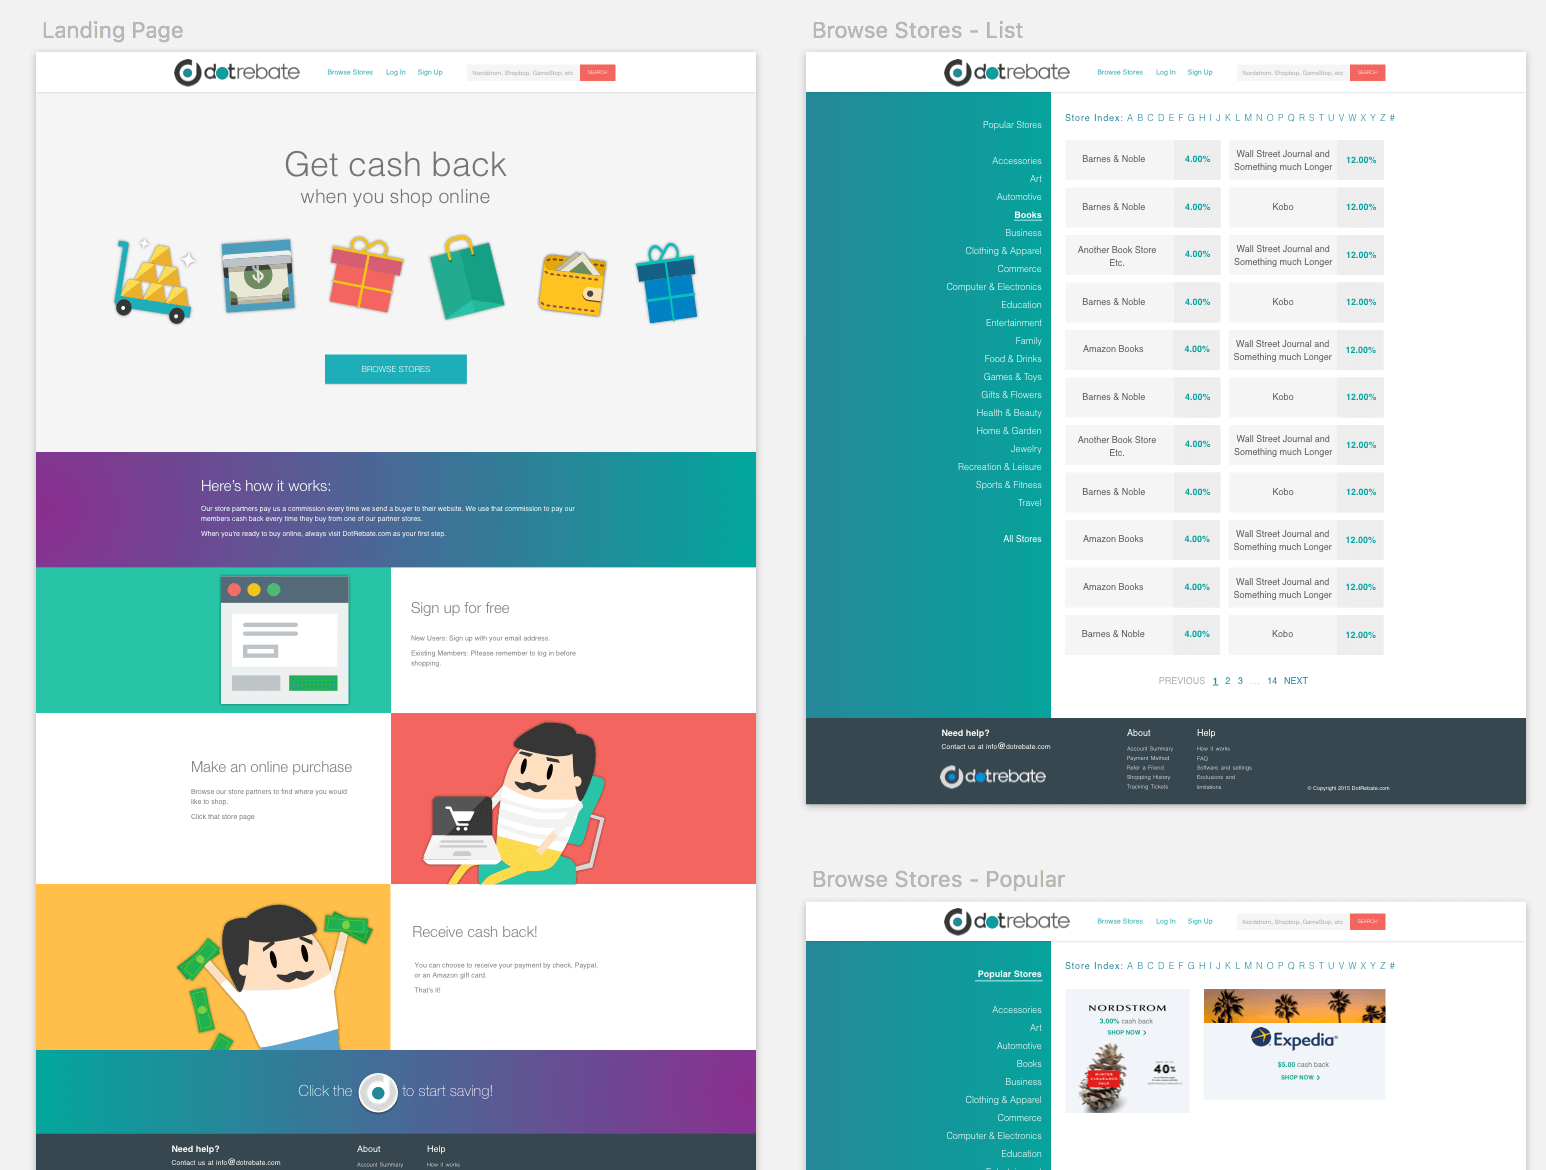 Landing Page
dotrebate
Browse Stores Log In Sign Up
Nordstrom, Shopbop, GameStop, etc
SEARCH
Get cash back
when you shop online
BROWSE STORES
Here's how it works:
Our store partners pay us a commission every time we send a buyer to their website. We use that commission to pay our
members cash back every time they buy from one of our partner stores.
When you're ready to buy online, always visit DotRebate.com as your first step.
Sign up for free
New Users: Sign up with your email address.
Existing Members: Pltease remember to log in before
shopping.
Make an online purchase
Browse our store partners to find where you would
like to shop.
Click that store page
Receive cash back!
You can choose to receive your payment by check, Paypal,
or an Amazon gift card.
That's it!
Click the to start saving!
Need help?
Contact us at info@dotrebate.com
About
Account Summary
Help
How it works
Browse Stores - List
dotrebate
Browse Stores Log In Sign Up
Nordstrom, Shopbop, GameStop, etc
SEARCH
Popular Stores
Accessories
Art
Automotive
Books
Business
Clothing & Apparel
Commerce
Computer & Electronics
Education
Entertainment
Family
Food & Drinks
Games & Toys
Gifts & Flowers
Health & Beauty
Home & Garden
Jewelry
Recreation & Leisure
Sports & Fitness
Travel
All Stores
Store Index: A B C D E F G H I J K L M N O P Q R S T U V W X Y Z #
Barnes & Noble 4.00%
Wall Street Journal and
Something much Longer 12.00%
Barnes & Noble 4.00%
Kobo 12.00%
Another Book Store
Etc. 4.00%
Wall Street Journal and
Something much Longer 12.00%
Barnes & Noble 4.00%
Kobo 12.00%
Amazon Books 4.00%
Wall Street Journal and
Something much Longer 12.00%
Barnes & Noble 4.00%
Kobo 12.00%
Another Book Store
Etc. 4.00%
Wall Street Journal and
Something much Longer 12.00%
Barnes & Noble 4.00%
Kobo 12.00%
Amazon Books 4.00%
Wall Street Journal and
Something much Longer 12.00%
Amazon Books 4.00%
Wall Street Journal and
Something much Longer 12.00%
Barnes & Noble 4.00%
Kobo 12.00%
PREVIOUS 1 2 3 ... 14 NEXT
Need help?
Contact us at info@dotrebate.com
dotrebate
About
Account Summary
Payment Method
Refer a Friend
Shopping History
Tracking Tickets
Help
How it works
FAQ
Software and settings
Exclusions and
limitations
© Copyright 2015 DotRebate.com
Browse Stores - Popular
dotrebate
Browse Stores Log In Sign Up
Nordstrom, Shopbop, GameStop, etc
SEARCH
Popular Stores
Accessories
Art
Automotive
Books
Business
Clothing & Apparel
Commerce
Computer & Electronics
Education
Store Index: A B C D E F G H I J K L M N O P Q R S T U V W X Y Z #
NORDSTROM
3.00% cash back
SHOP NOW >
WINTER
CLEARANCE
SALE
40%
Expedia
$5.00 cash back
SHOP NOW >